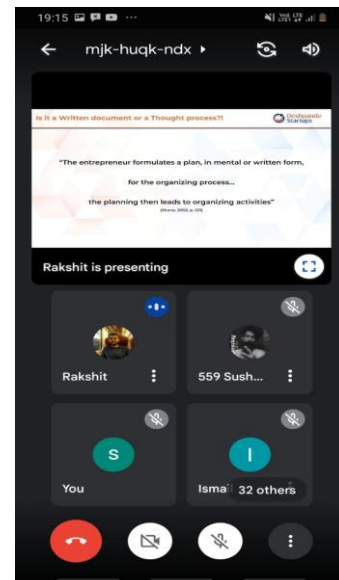 19:15
mjk-huqk-ndx
Is it a Written document or a Thought process?!
Deshpande
Startups
"The entrepreneur formulates a plan, in mental or written form,
for the organizing process...
the planning then leads to organizing activities"
Rakshit is presenting
Rakshit
559 Sush...
S
I
You
Ismai
32 others